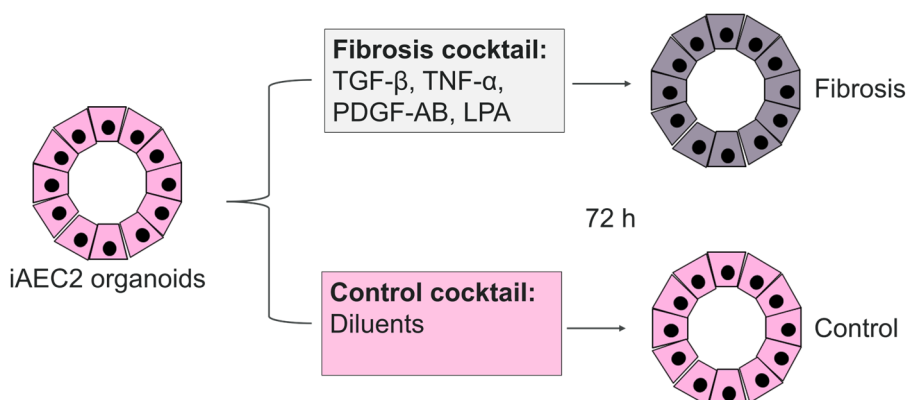 Fibrosis cocktail:
TGF-β, TNF-α,
PDGF-AB, LPA
Fibrosis
iAEC2 organoids
72 h
Control cocktail:
Diluents
Control